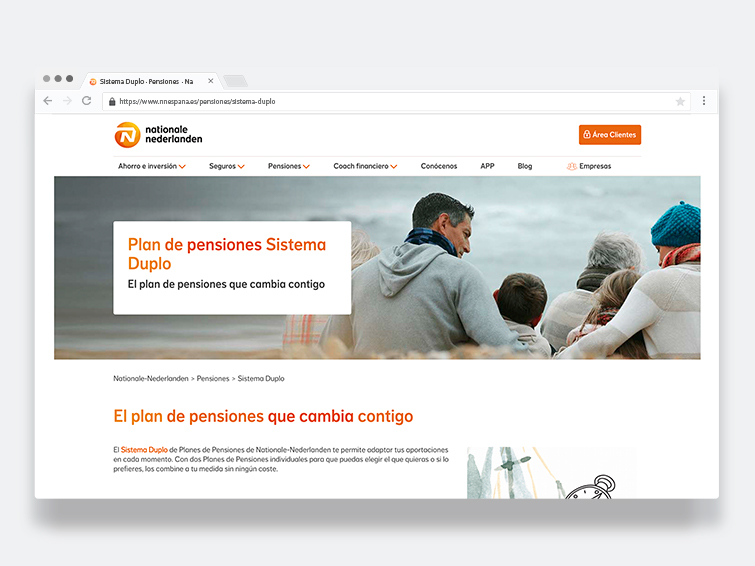 Sistema Duplo · Pensiones · Na
https://www.nnespana.es/pensiones/sistema-duplo
nationale
nederlanden
Área Clientes
Ahorro e inversión Seguros Pensiones Coach financiero Conócenos APP Blog Empresas
Plan de pensiones Sistema
Duplo
El plan de pensiones que cambia contigo
Nationale-Nederlanden > Pensiones > Sistema Duplo
El plan de pensiones que cambia contigo
El Sistema Duplo de Planes de Pensiones de Nationale-Nederlanden te permite adaptar tus aportaciones
en cada momento. Con dos Planes de Pensiones individuales para que puedas elegir el que quieras o si lo
prefieres, los combine a tu medida sin ningún coste.